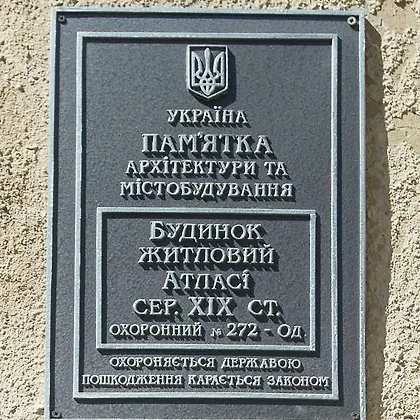 УКРАЇНА
ПАМ'ЯТКА
АРХІТЕКТУРИ ТА
МІСТОБУДУВАННЯ
БУДИНОК
ЖИТЛОВИЙ
АТЛАСІ
СЕР. XIX СТ.
ОХОРОННИЙ № 272 - ОД
ОХОРОНЯЄТЬСЯ ДЕРЖАВОЮ
ПОШКОДЖЕННЯ КАРАЄТЬСЯ ЗАКОНОМ